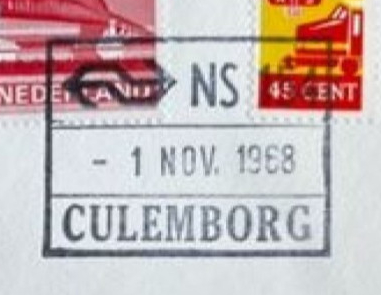 NEDERLAND
NS
45 CENT
- 1 NOV. 1968
CULEMBORG